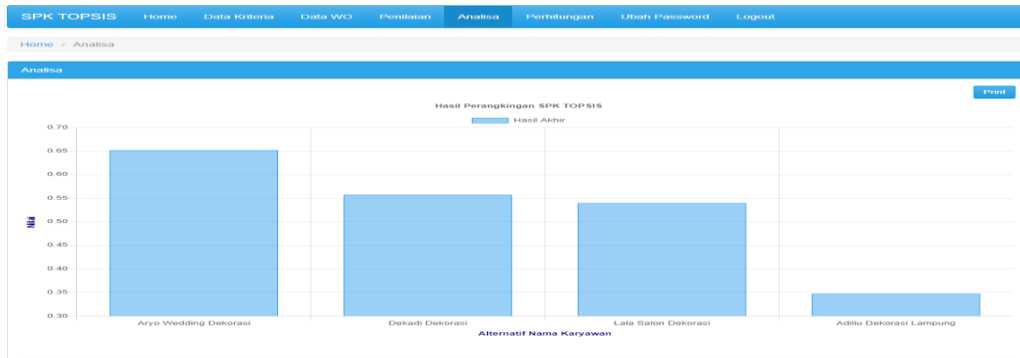 SPK TOPSIS Home Data Kriteria Data WO Penilaian Analisa Perhitungan Ubah Password Logout
Home / Analisa
Analisa
Print
Hasil Perangkingan SPK TOPSIS
Hasil Akhir
0.70
0.65
0.60
0.55
0.50
0.45
0.40
0.35
0.30
Nilai
Aryo Wedding Dekorasi Dekadi Dekorasi Lala Salon Dekorasi Adiliu Dekorasi Lampung
Alternatif Nama Karyawan